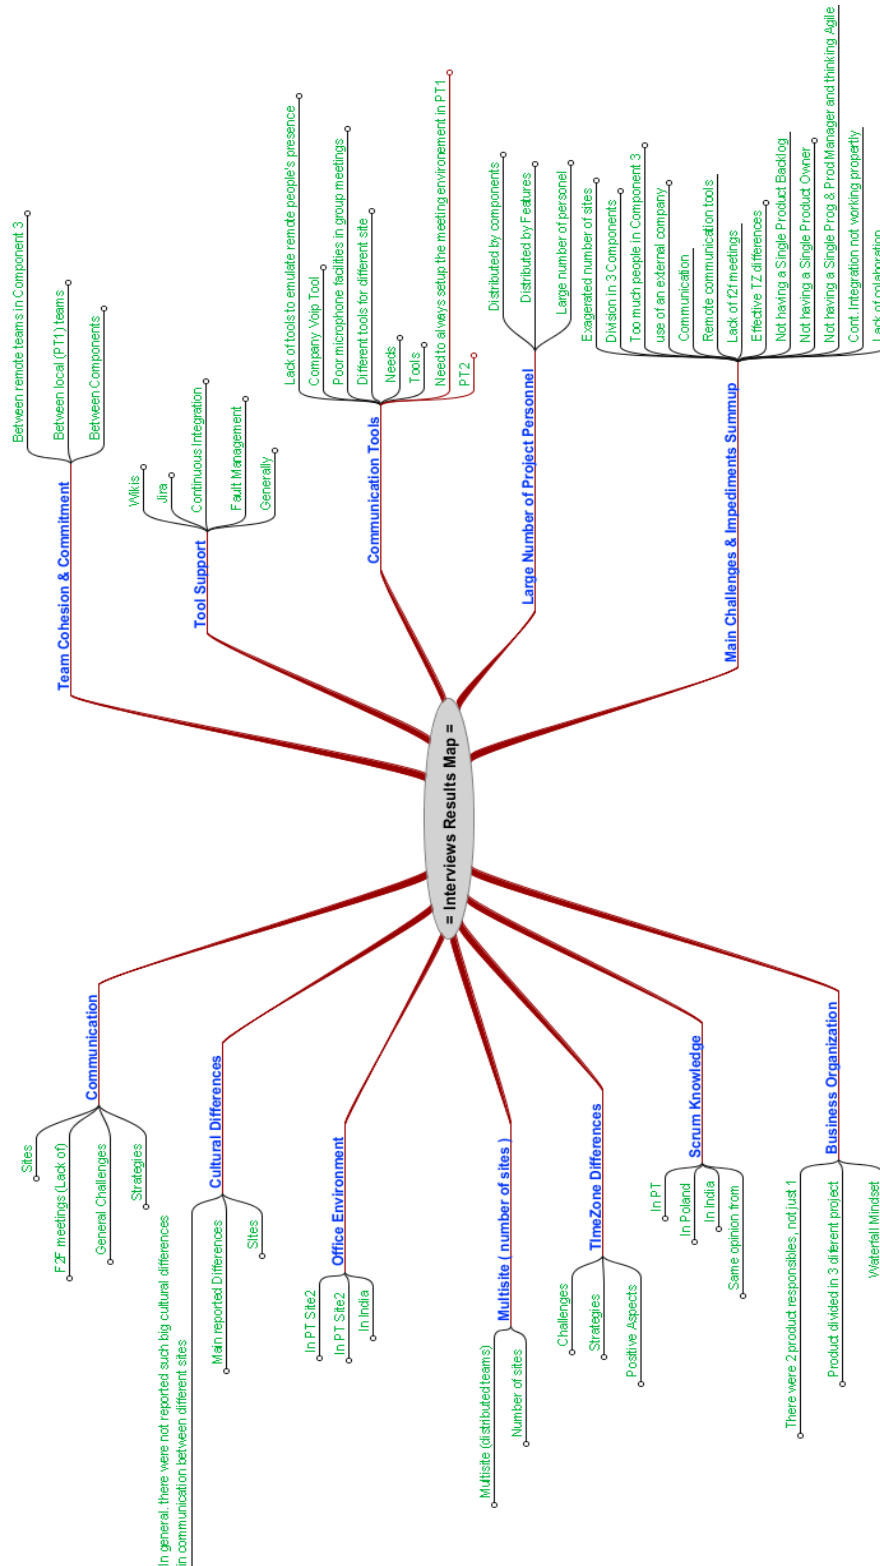 = Interviews Results Map =
Communication
Sites
F2F meetings (Lack of)
General Challenges
Strategies
Cultural Differences
In general, there were not reported such big cultural differences
in communication between different sites
Main reported Differences
Sites
Office Environment
In PT Site2
In PT Site2
In India
Multisite ( number of sites )
Multisite (distributed teams)
Number of sites
TImeZone Differences
Challenges
Strategies
Positive Aspects
Scrum Knowledge
In PT
In Poland
In India
Same opinion from
Business Organization
There were 2 product responsibles, not just 1
Product divided in 3 diferent project
Waterfall Mindset
Team Cohesion & Commitment
Between remote teams in Component 3
Between local (PT1) teams
Between Components
Tool Support
Wikis
Jira
Continuous Integration
Fault Management
Generally
Communication Tools
Lack of tools to emulate remote people's presence
Company Voip Tool
Poor microphone facilities in group meetings
Different tools for different site
Needs
Tools
Need to always setup the meeting environement in PT1
PT2
Large Number of Project Personnel
Distributed by components
Distributed by Features
Large number of personel
Main Challenges & Impediments Summup
Exagerated number of sites
Division in 3 Components
Too much people in Component 3
use of an external company
Communication
Remote communication tools
Lack of f2f meetings
Effective TZ differences
Not having a Single Product Backlog
Not having a Single Product Owner
Not having a Single Prog & Prod Manager and thinking Agile
Cont. Integration not working propertly
Lack of colaboration